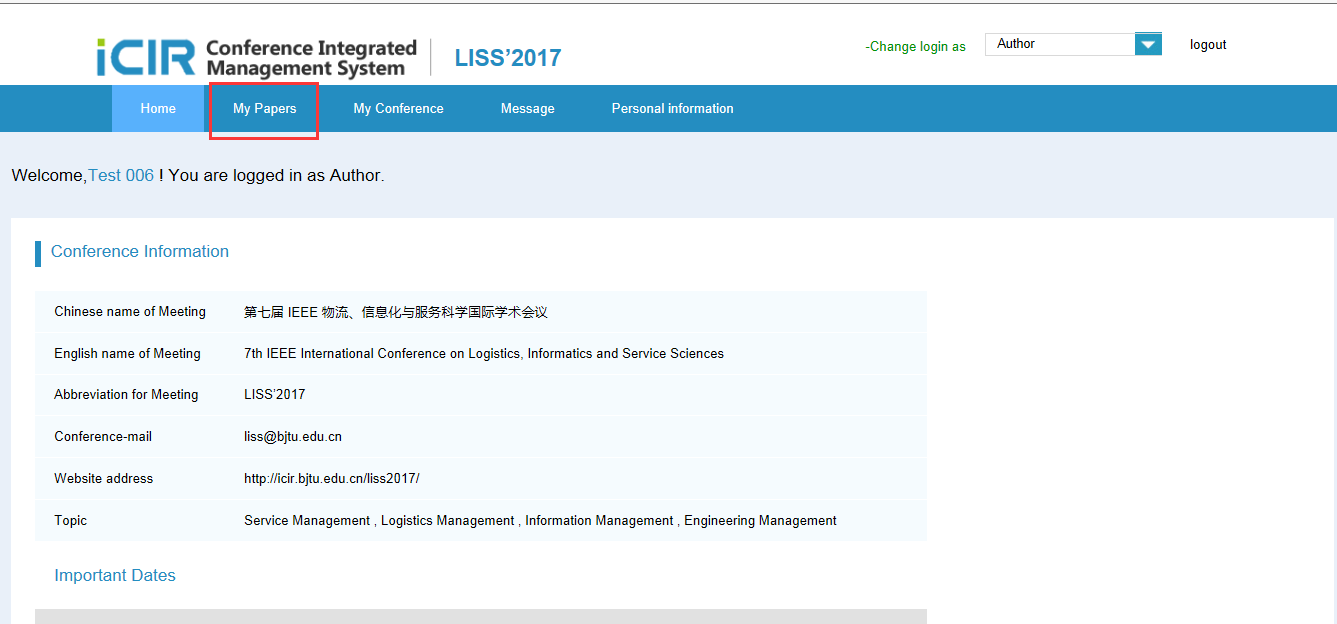 iCIR Conference Integrated Management System
LISS’2017
-Change login as
Author
logout
Home
My Papers
My Conference
Message
Personal information
Welcome,Test 006 ! You are logged in as Author.
Conference Information
Chinese name of Meeting 第七届 IEEE 物流、信息化与服务科学国际学术会议
English name of Meeting 7th IEEE International Conference on Logistics, Informatics and Service Sciences
Abbreviation for Meeting LISS’2017
Conference-mail liss@bjtu.edu.cn
Website address http://icir.bjtu.edu.cn/liss2017/
Topic Service Management , Logistics Management , Information Management , Engineering Management
Important Dates